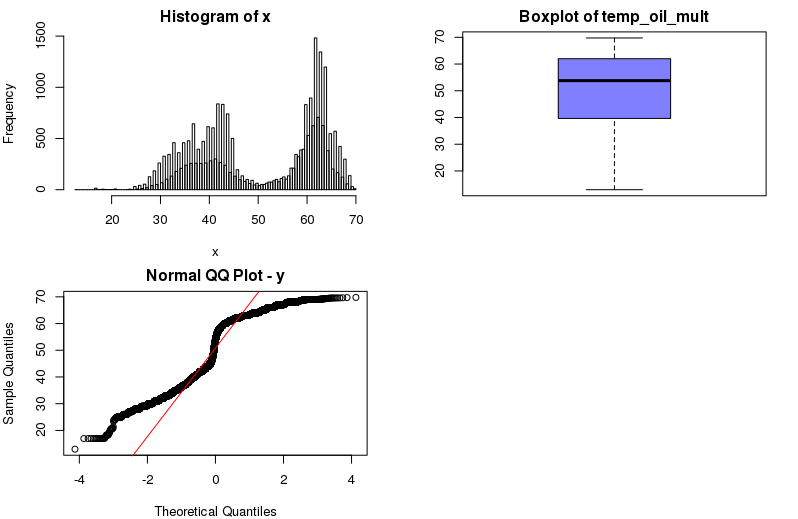 Histogram of x
Frequency
1500
1000
500
0
20 30 40 50 60 70
x
Boxplot of temp_oil_mult
70
60
50
40
30
20
Normal QQ Plot - y
Sample Quantiles
70
60
50
40
30
20
-4 -2 0 2 4
Theoretical Quantiles